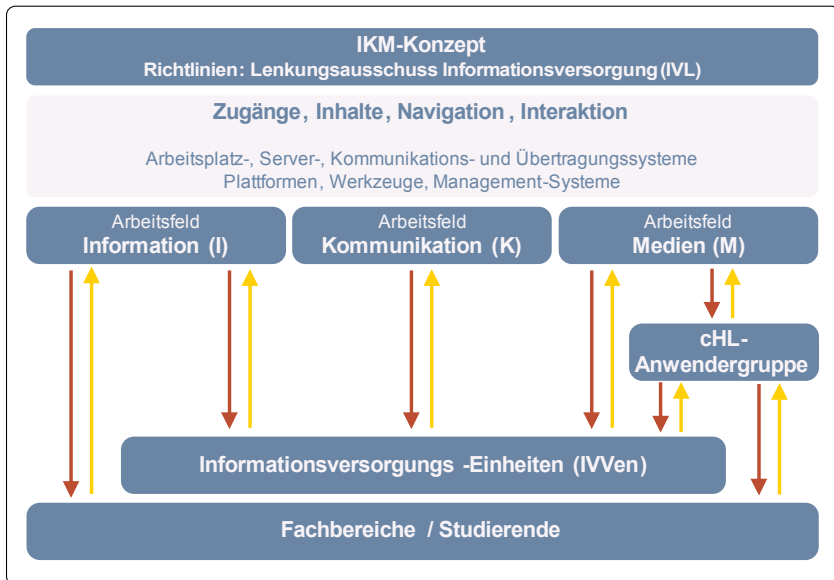 IKM-Konzept
Richtlinien: Lenkungsausschuss Informationsversorgung (IVL)
Zugänge, Inhalte, Navigation, Interaktion
Arbeitsplatz-, Server-, Kommunikations- und Übertragungssysteme
Plattformen, Werkzeuge, Management-Systeme
Arbeitsfeld
Information (I)
Arbeitsfeld
Kommunikation (K)
Arbeitsfeld
Medien (M)
cHL-
Anwendergruppe
Informationsversorgungs -Einheiten (IVVen)
Fachbereiche / Studierende